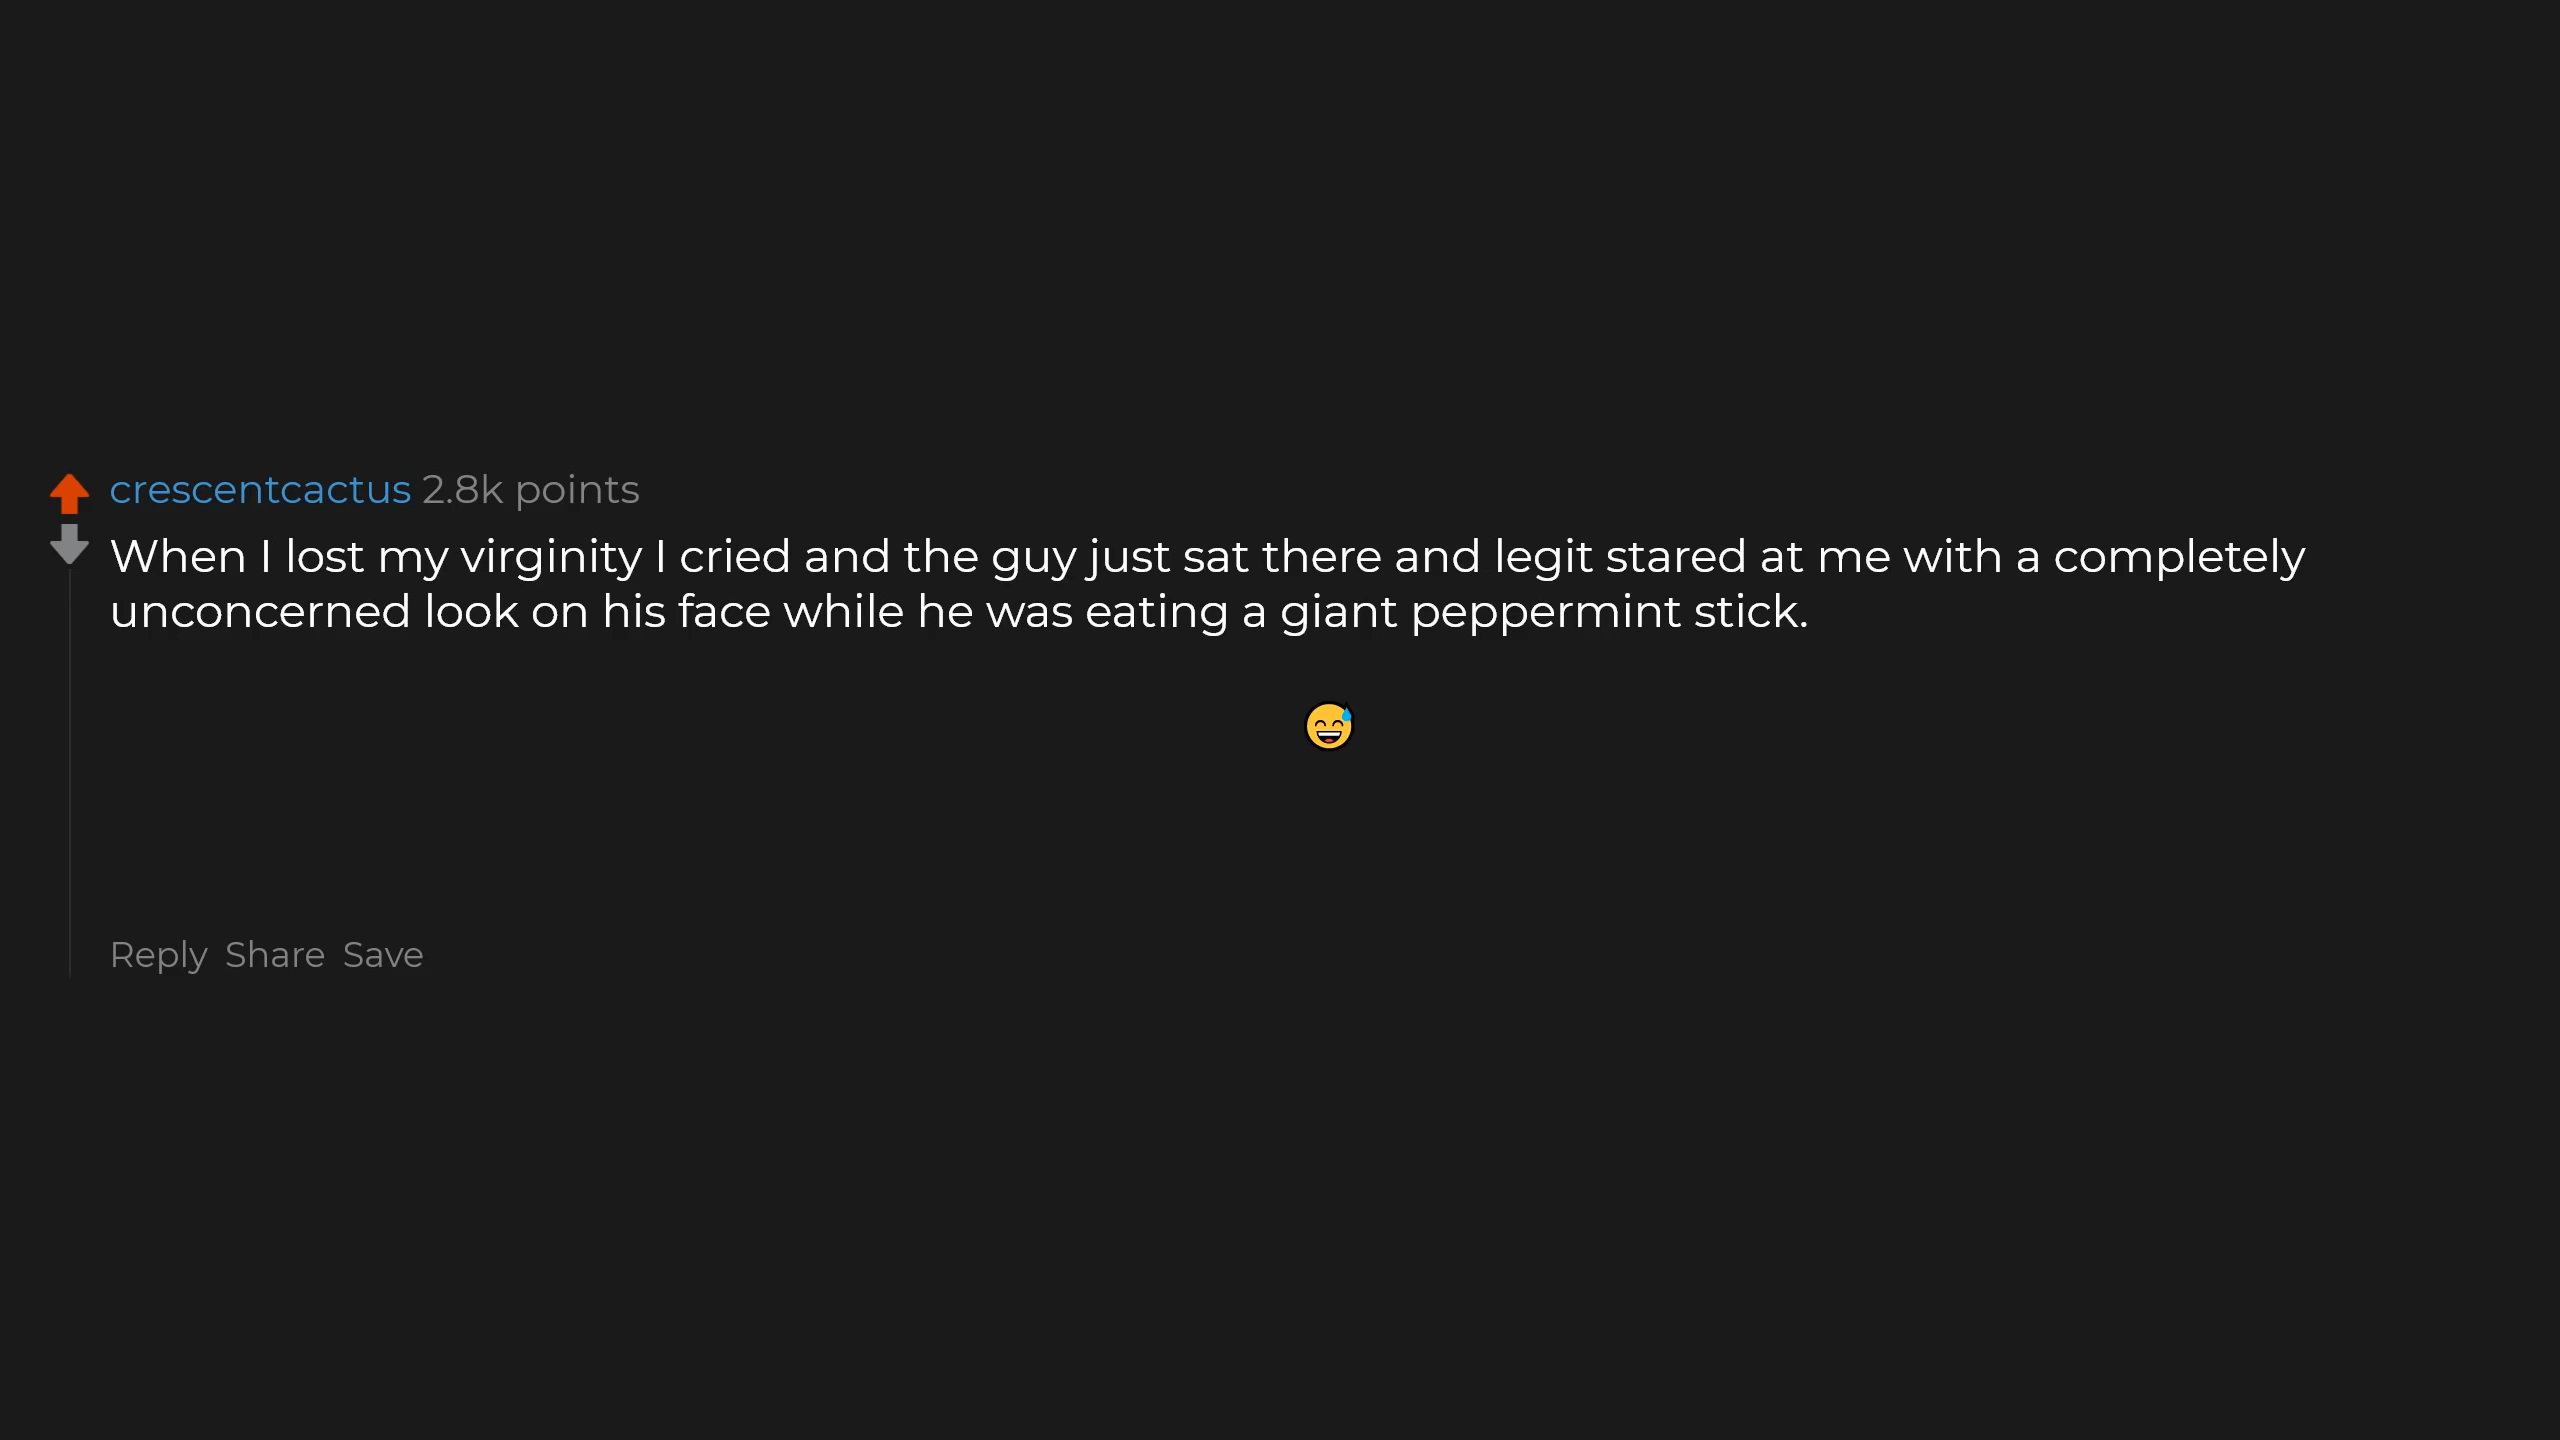 crescentcactus 2.8k points
When I lost my virginity I cried and the guy just sat there and legit stared at me with a completely
unconcerned look on his face while he was eating a giant peppermint stick.
😅
Reply Share Save